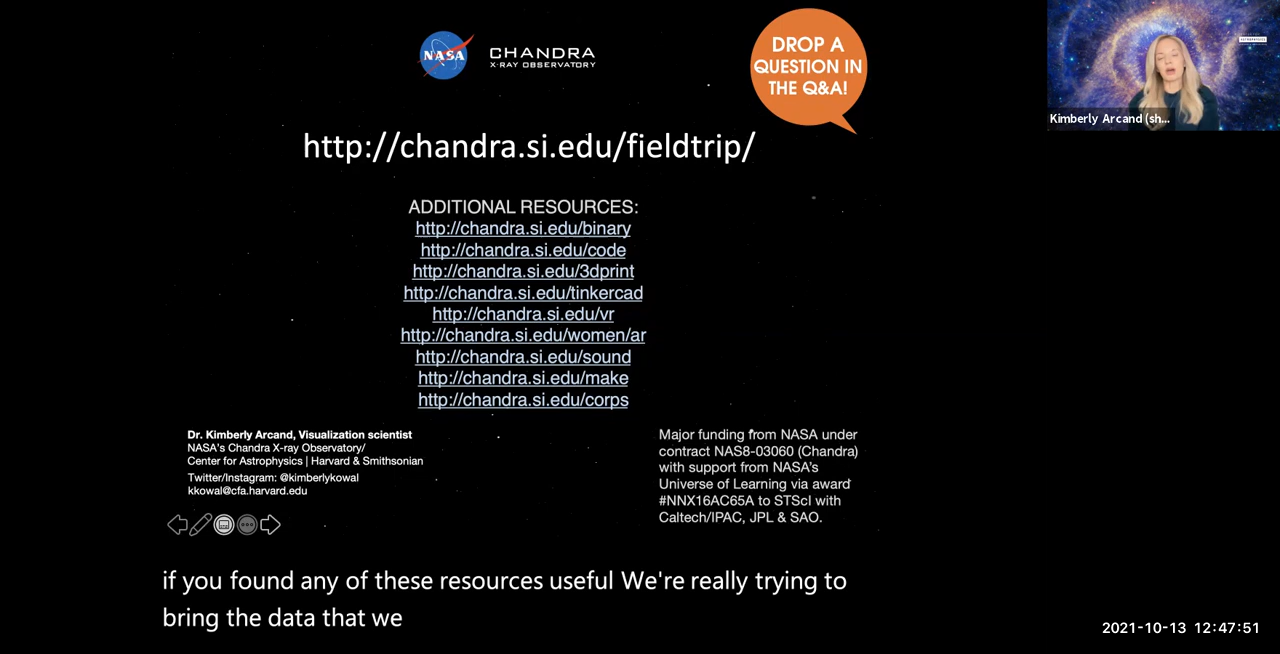 NASA
CHANDRA
X-RAY OBSERVATORY
DROP A
QUESTION IN
THE Q&A!
Kimberly Arcand (sh...
http://chandra.si.edu/fieldtrip/
ADDITIONAL RESOURCES:
http://chandra.si.edu/binary
http://chandra.si.edu/code
http://chandra.si.edu/3dprint
http://chandra.si.edu/tinkercad
http://chandra.si.edu/vr
http://chandra.si.edu/women/ar
http://chandra.si.edu/sound
http://chandra.si.edu/make
http://chandra.si.edu/corps
Dr. Kimberly Arcand, Visualization scientist
NASA's Chandra X-ray Observatory/
Center for Astrophysics | Harvard & Smithsonian
Twitter/Instagram: @kimberlykowal
kkowal@cfa.harvard.edu
Major funding from NASA under
contract NAS8-03060 (Chandra)
with support from NASA's
Universe of Learning via award
#NNX16AC65A to STScI with
Caltech/IPAC, JPL & SAO.
if you found any of these resources useful We're really trying to
bring the data that we
2021-10-13 12:47:51